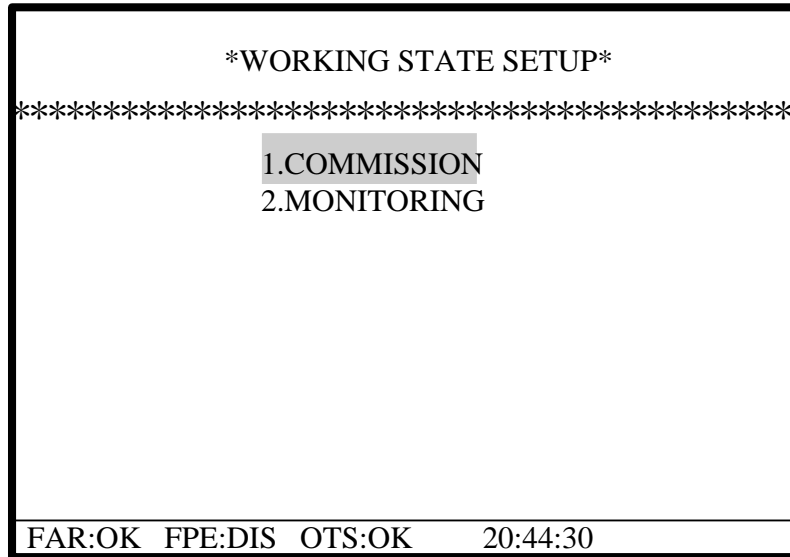 *WORKING STATE SETUP*
********************************************
1.COMMISSION
2.MONITORING
FAR:OK FPE:DIS OTS:OK 20:44:30